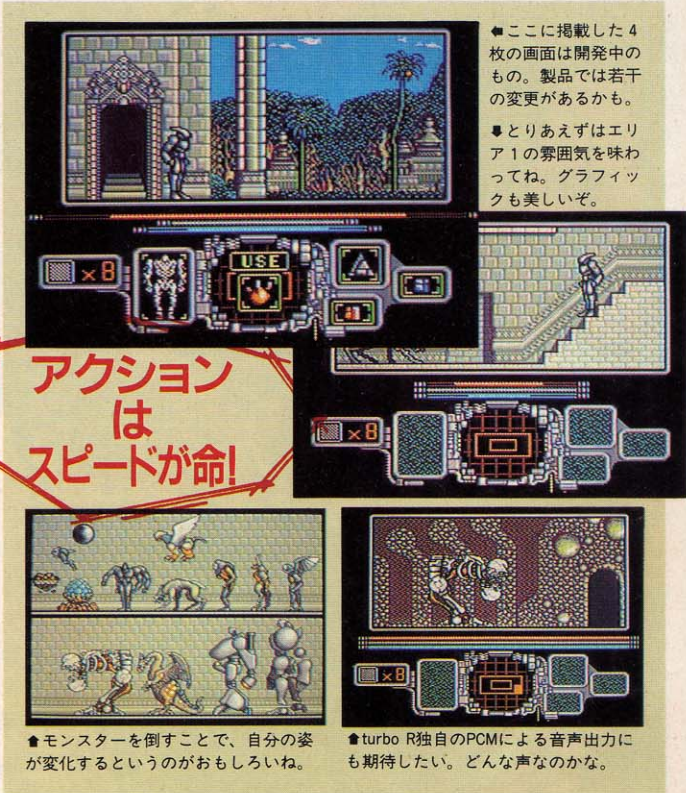 ⬅ここに掲載した4
枚の画面は開発中の
もの。製品では若干
の変更があるかも。
⬇とりあえずはエリ
ア1の雰囲気を味わ
ってね。グラフィッ
クも美しいぞ。
×8
USE
×8
アクション
は
スピードが命!
×8
⬆モンスターを倒すことで、自分の姿
が変化するというのがおもしろいね。
⬆turbo R独自のPCMによる音声出力に
も期待したい。どんな声なのかな。